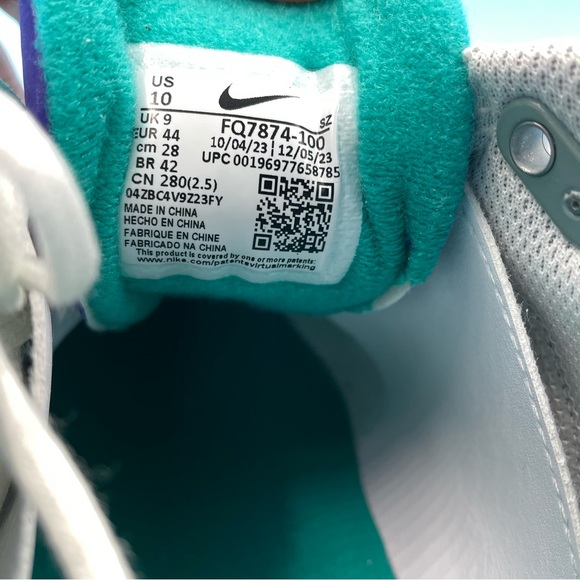 US
10
UK 9
EUR 44
cm 28
BR 42
CN 280(2.5)
FQ7874-100 SZ
10/04/23 | 12/05/23
UPC 00196977658785
04ZBC4V9Z23FY
MADE IN CHINA
HECHO EN CHINA
FABRIQUE EN CHINE
FABRICADO NA CHINA
This product is covered by one or more patents:
www.nike.com/patentsvirtualmarking